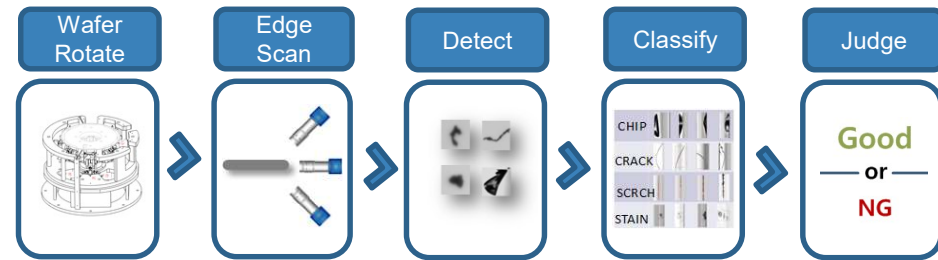 Wafer
Rotate
Edge
Scan
Detect
Classify
Judge
CHIP
CRACK
SCRCH
STAIN
Good
or
NG